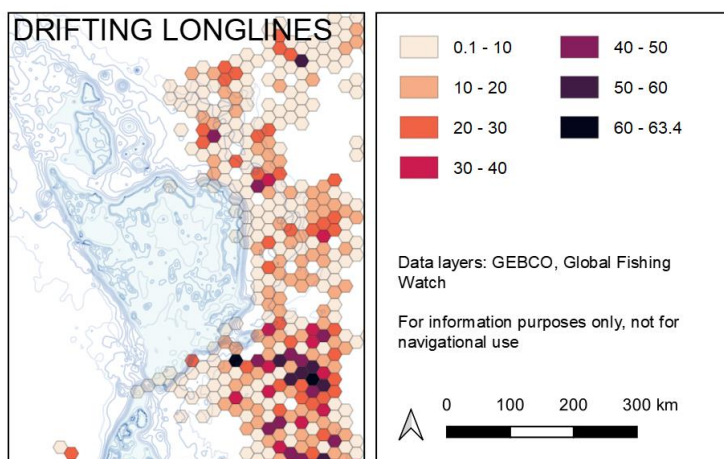 DRIFTING LONGLINES
0.1 - 10
10 - 20
20 - 30
30 - 40
40 - 50
50 - 60
60 - 63.4
Data layers: GEBCO, Global Fishing
Watch
For information purposes only, not for
navigational use
0 100 200 300 km